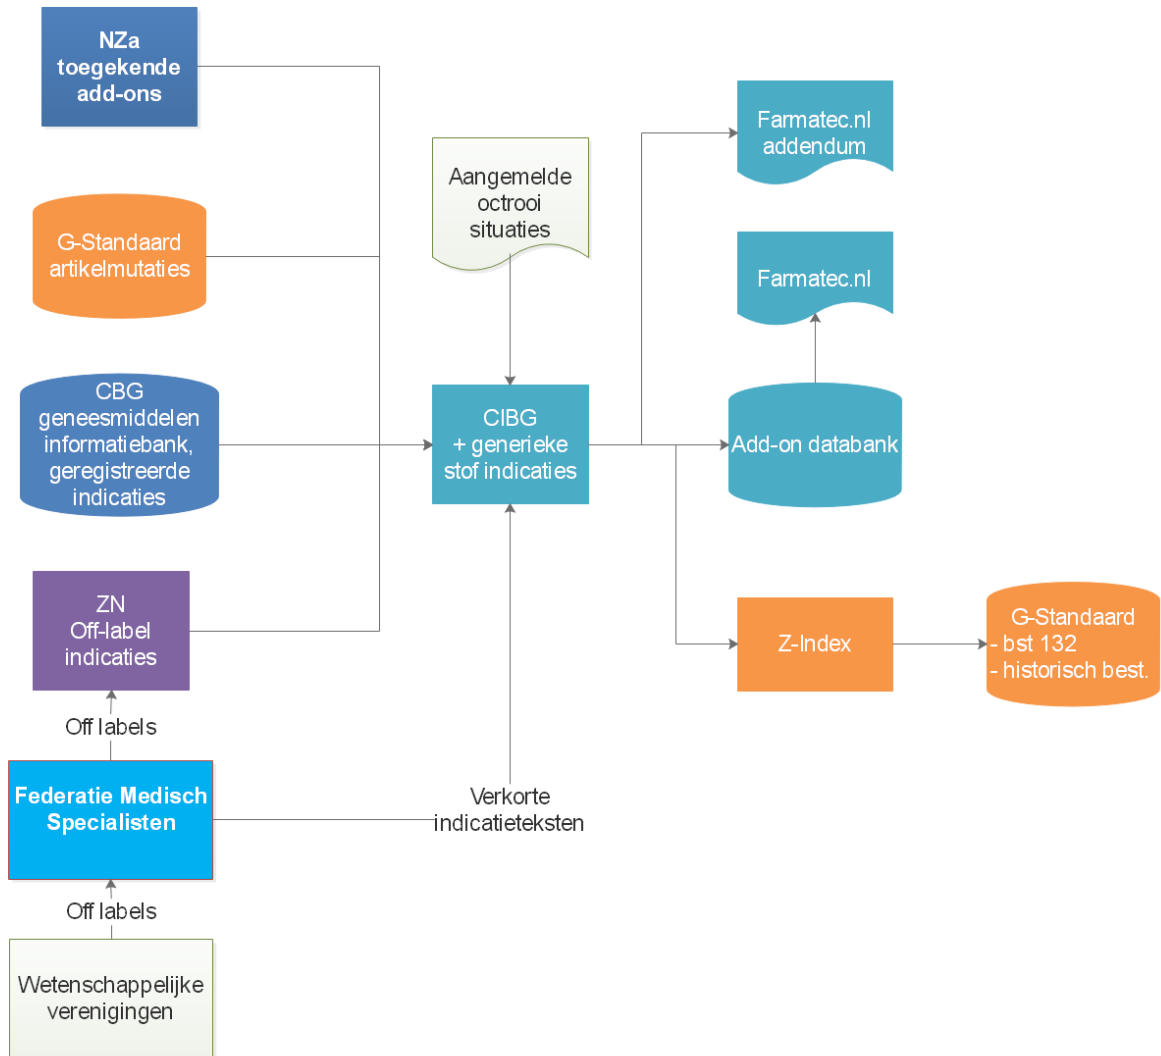 NZa
toegekende
add-ons
G-Standaard
artikelmutaties
CBG
geneesmiddelen
informatiebank,
geregistreerde
indicaties
ZN
Off-label
indicaties
Off labels
Federatie Medisch
Specialisten
Off labels
Wetenschappelijke
verenigingen
Aangemelde
octrooi
situaties
CIBG
+ generieke
stof indicaties
Verkorte
indicatieteksten
Farmatec.nl
addendum
Farmatec.nl
Add-on databank
Z-Index
G-Standaard
- bst 132
- historisch best.